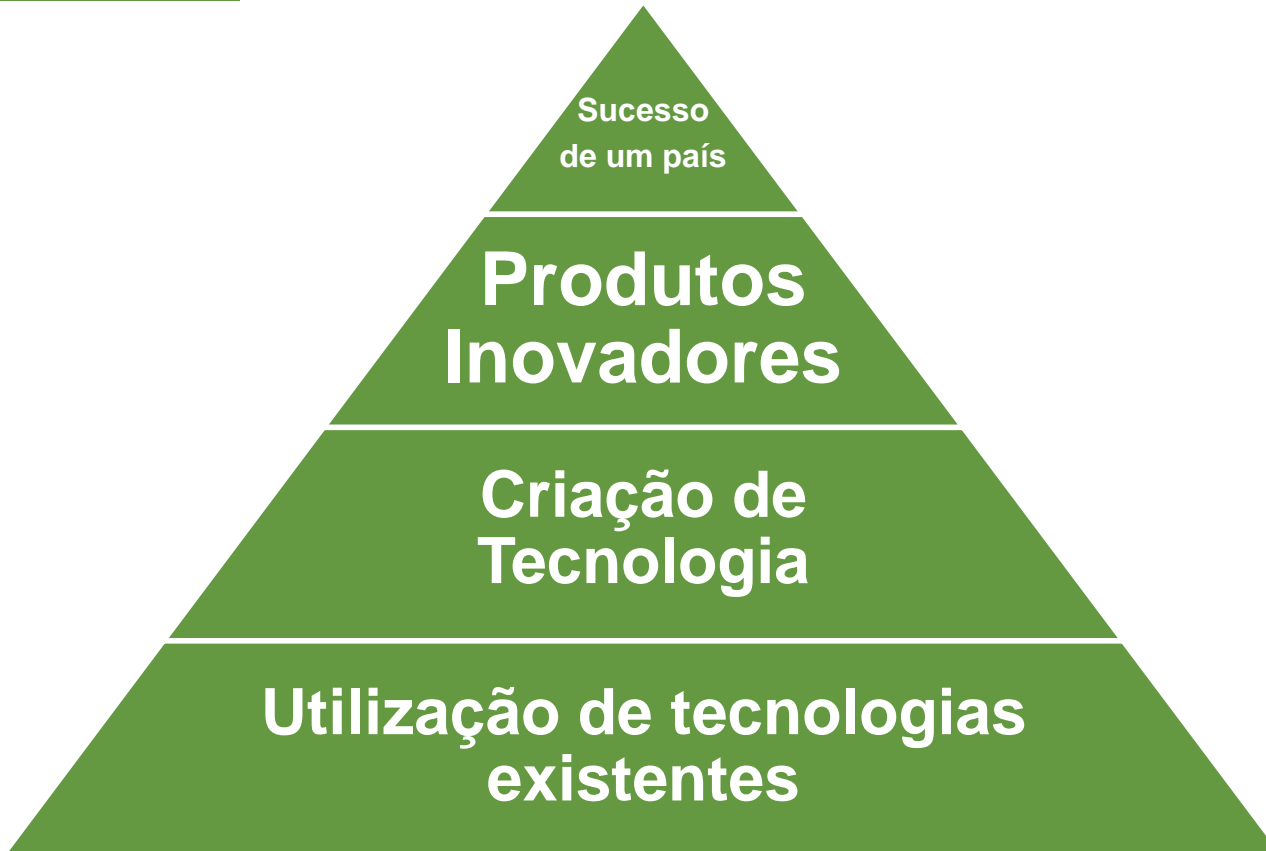 Sucesso
de um país
Produtos
Inovadores
Criação de
Tecnologia
Utilização de tecnologias
existentes